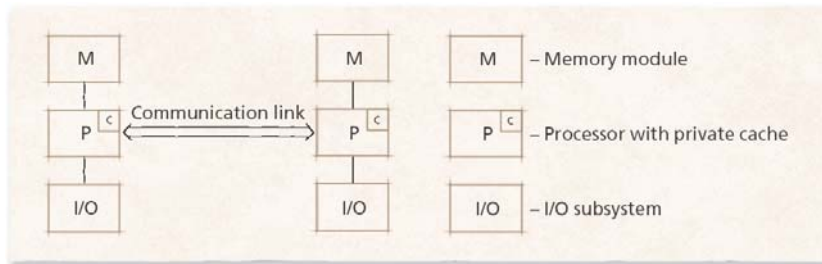 M
M
M – Memory module
Communication link
P C
P C
P C – Processor with private cache
I/O
I/O
I/O – I/O subsystem